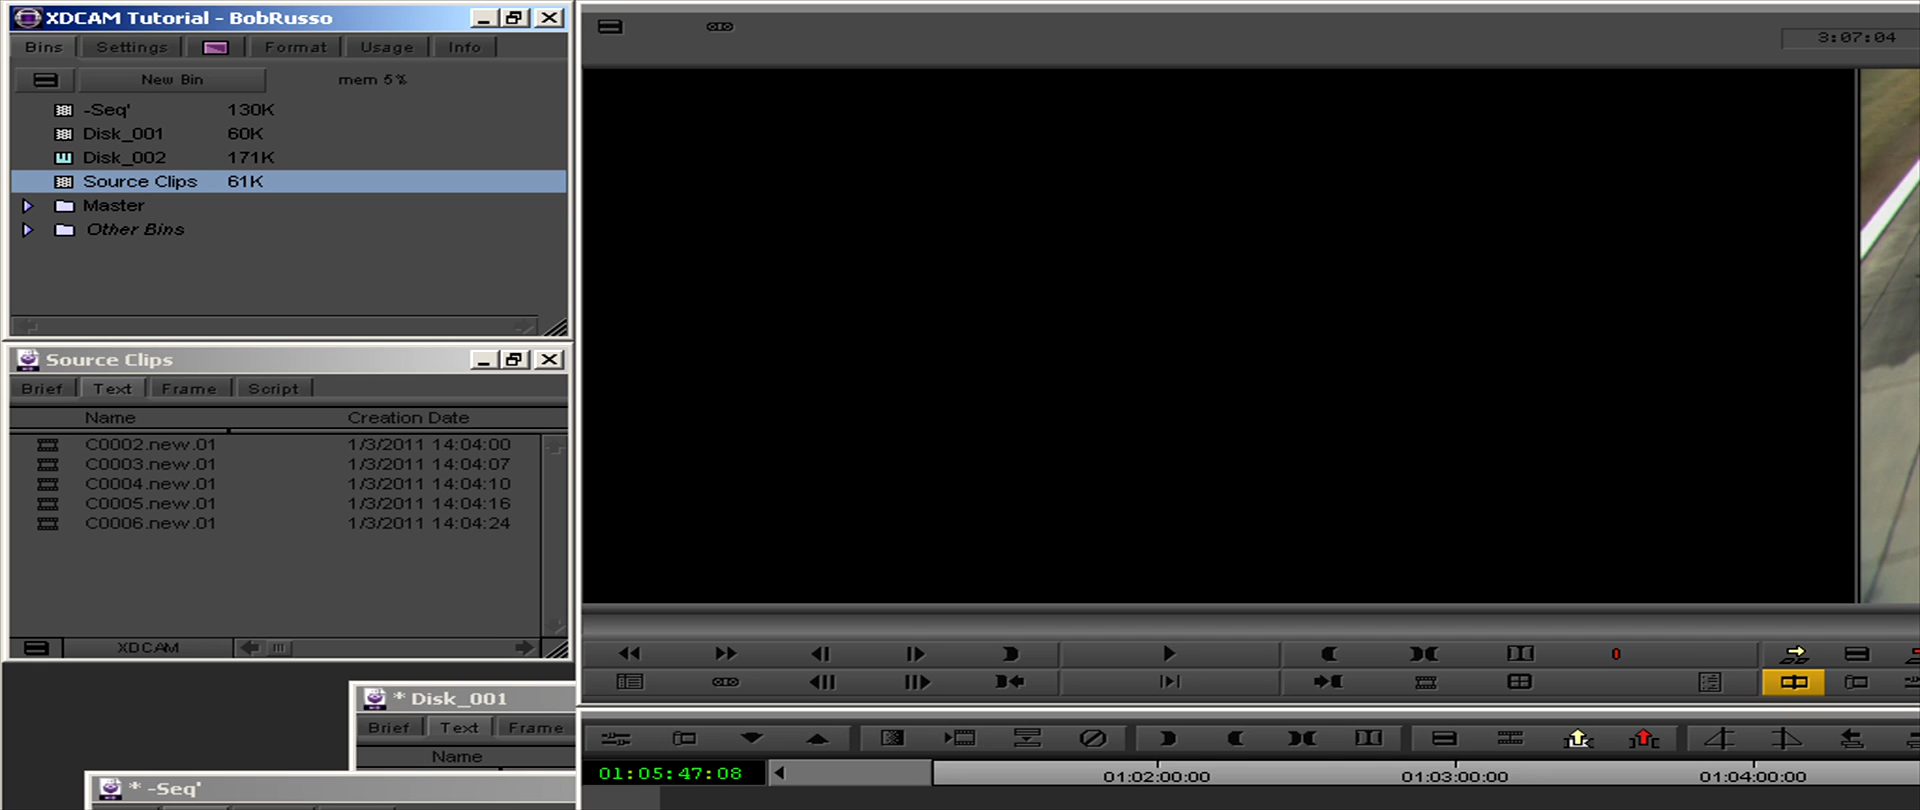 XDCAM Tutorial - BobRusso
Bins Settings Format Usage Info
New Bin mem 5%
-Seq' 130K
Disk_001 60K
Disk_002 171K
Source Clips 61K
Master
Other Bins
Source Clips
Brief Text Frame Script
Name Creation Date
C0002.new.01 1/3/2011 14:04:00
C0003.new.01 1/3/2011 14:04:07
C0004.new.01 1/3/2011 14:04:10
C0005.new.01 1/3/2011 14:04:16
C0006.new.01 1/3/2011 14:04:24
XDCAM
* Disk_001
Brief Text Frame
Name
* -Seq'
3:07:04
01:05:47:08
01:02:00:00 01:03:00:00 01:04:00:00